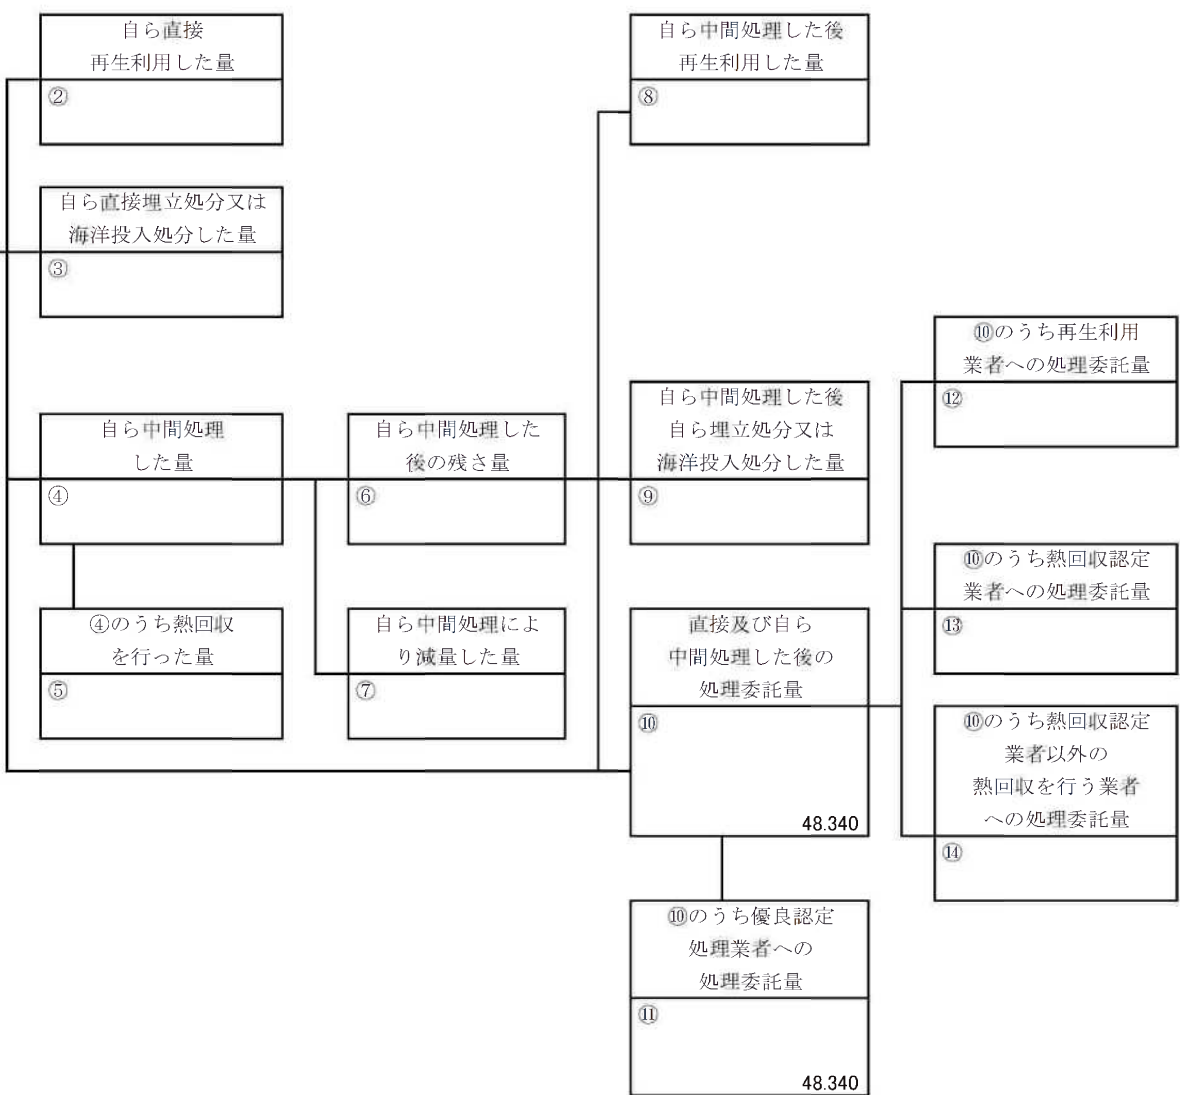 自ら直接
再生利用した量
②
自ら直接埋立処分又は
海洋投入処分した量
③
自ら中間処理
した量
④
④のうち熱回収
を行った量
⑤
自ら中間処理した
後の残さ量
⑥
自ら中間処理によ
り減量した量
⑦
自ら中間処理した後
再生利用した量
⑧
自ら中間処理した後
自ら埋立処分又は
海洋投入処分した量
⑨
直接及び自ら
中間処理した後の
処理委託量
⑩
48.340
⑩のうち優良認定
処理業者への
処理委託量
⑪
48.340
⑩のうち再生利用
業者への処理委託量
⑫
⑩のうち熱回収認定
業者への処理委託量
⑬
⑩のうち熱回収認定
業者以外の
熱回収を行う業者
への処理委託量
⑭